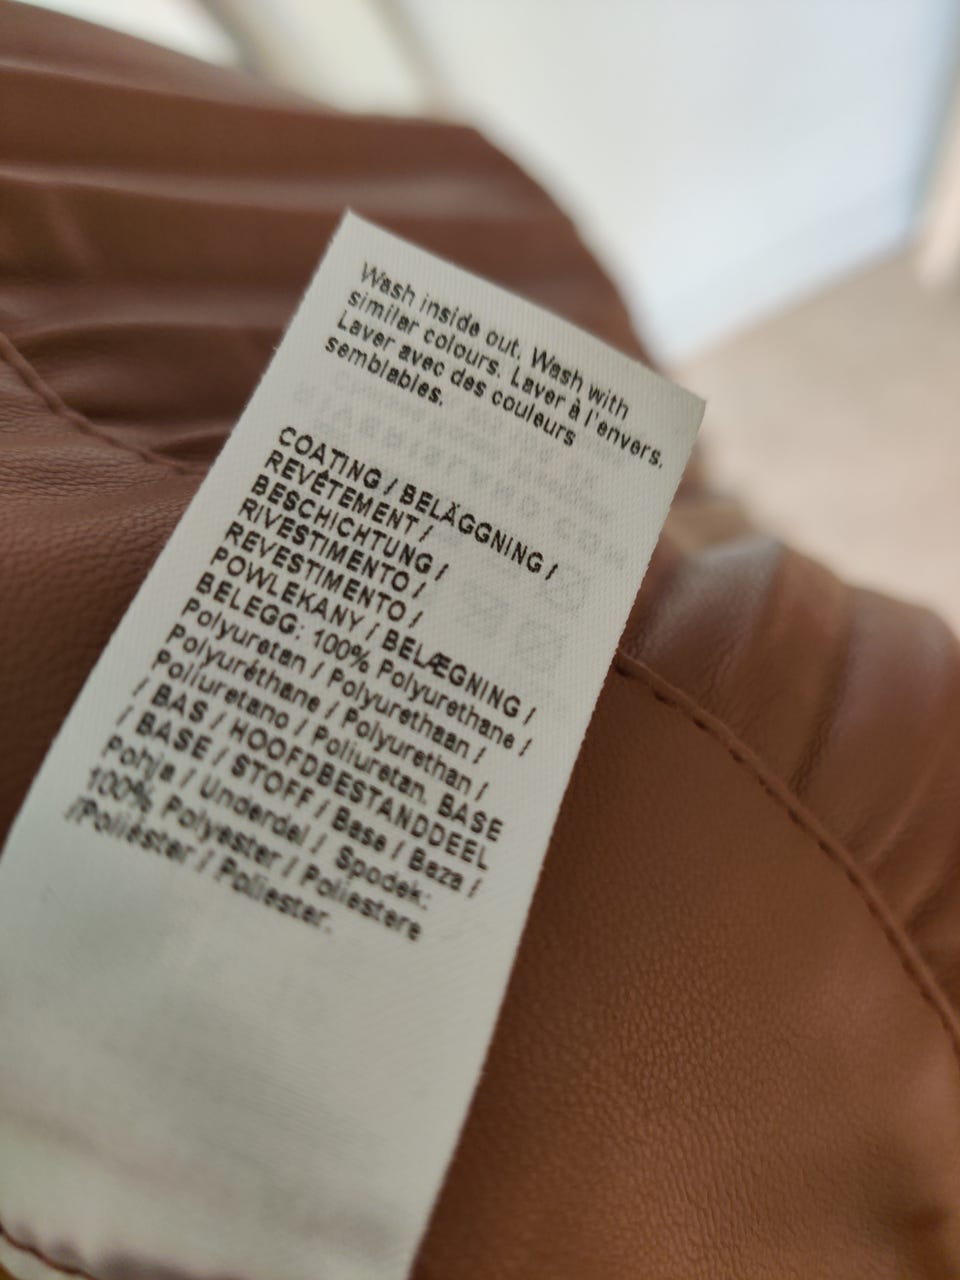 Wash inside out. Wash with
similar colours. Laver à l'envers.
Laver avec des couleurs
semblables.
COATING / BELÄGGNING /
REVÊTEMENT /
BESCHICHTUNG /
RIVESTIMENTO /
REVESTIMENTO /
POWLEKANY / BELÆGNING /
BELEGG: 100% Polyurethane /
Polyuretan / Polyurethaan /
Polyuréthane / Polyurethan /
Poliuretano / Poliuretan. BASE
/ BAS / HOOFDBESTANDDEEL
/ BASE / STOFF / Base / Baza /
Pohja / Underdel / Spodek:
100% Polyester / Poliestere
/Poliéster / Poliester.